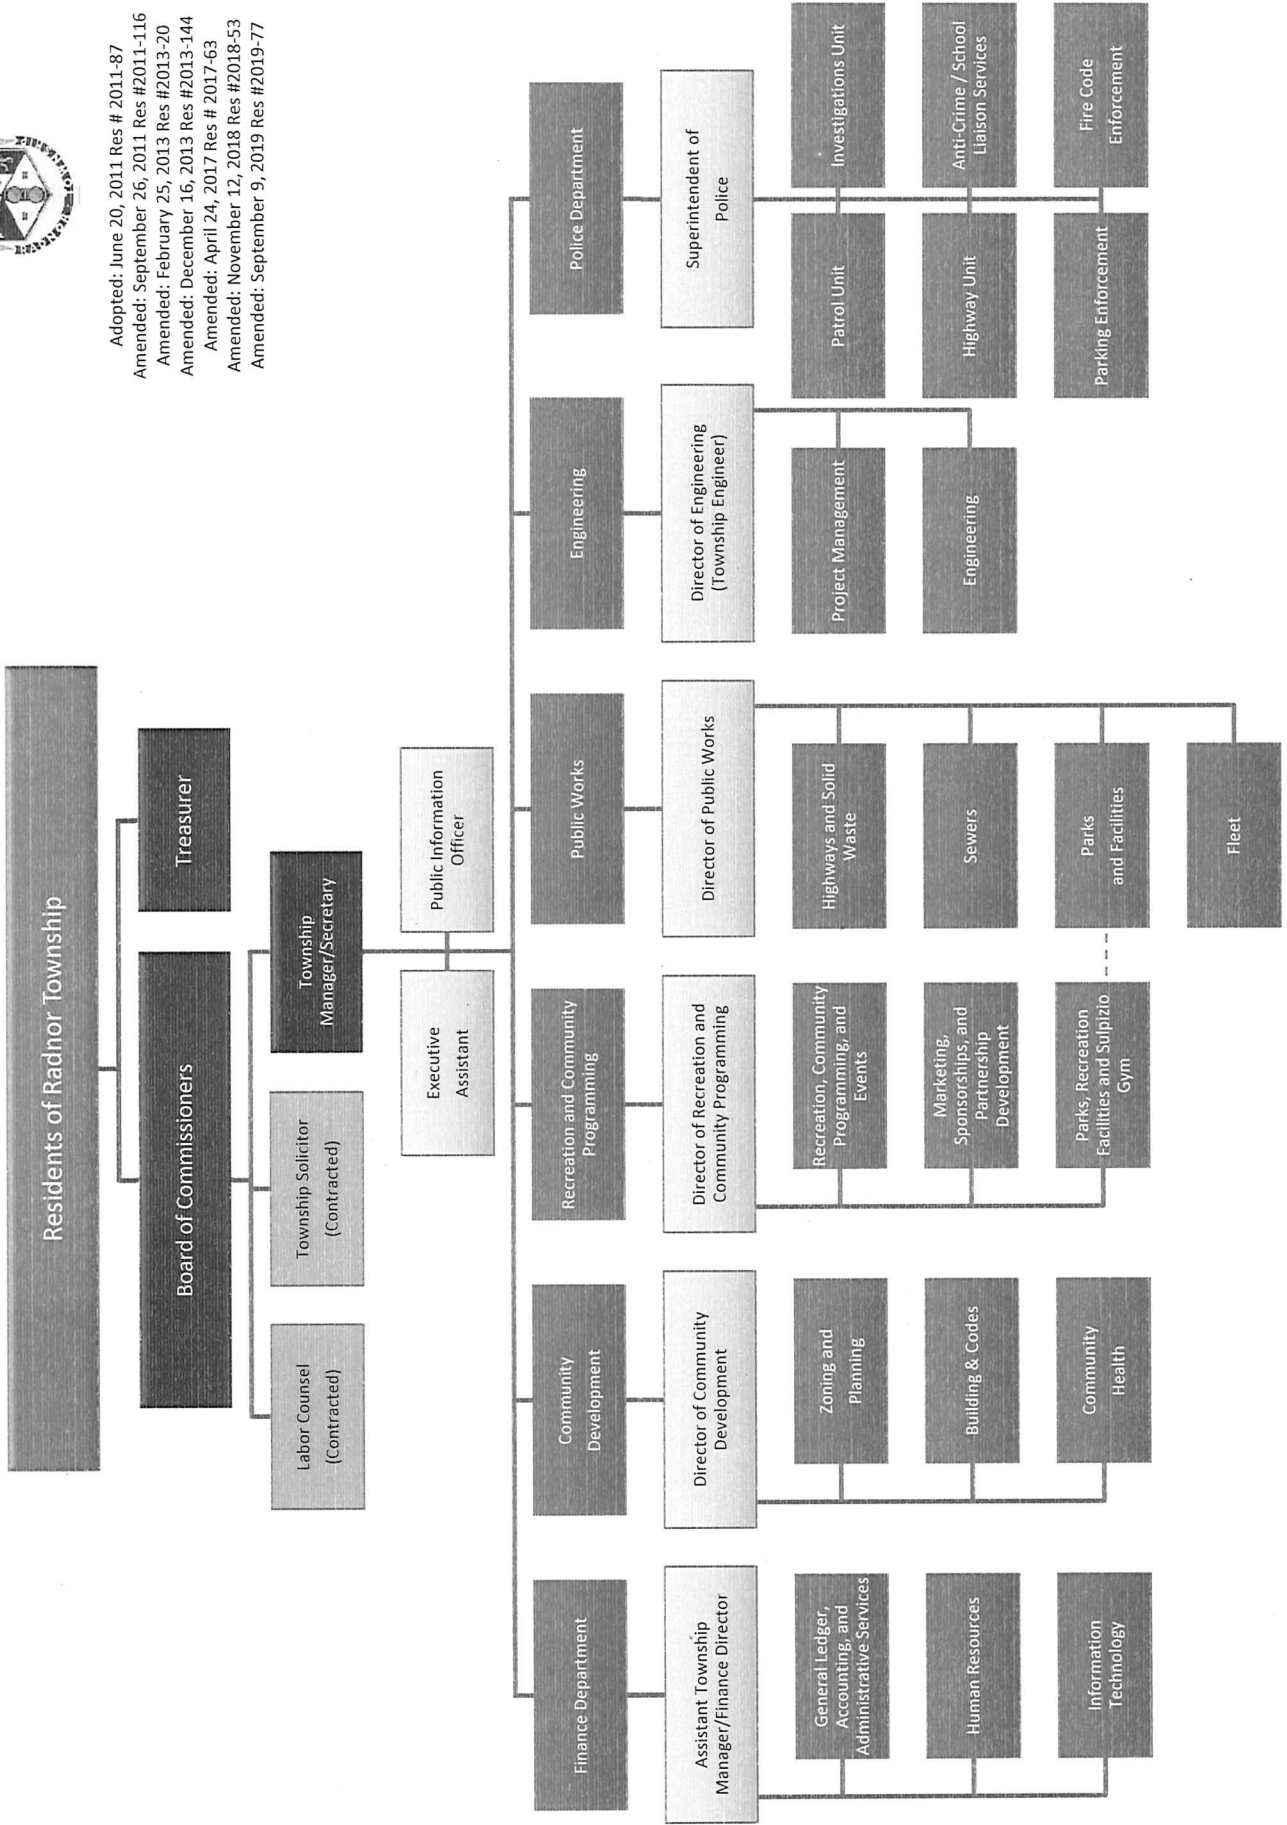 Adopted: June 20, 2011 Res # 2011-87
Amended: September 26, 2011 Res #2011-116
Amended: February 25, 2013 Res #2013-20
Amended: December 16, 2013 Res #2013-144
Amended: April 24, 2017 Res # 2017-63
Amended: November 12, 2018 Res #2018-53
Amended: September 9, 2019 Res #2019-77
Residents of Radnor Township
Board of Commissioners
Treasurer
Labor Counsel
(Contracted)
Township Solicitor
(Contracted)
Township
Manager/Secretary
Executive
Assistant
Public Information
Officer
Finance Department
Community
Development
Recreation and Community
Programming
Public Works
Engineering
Police Department
Assistant Township
Manager/Finance Director
Director of Community
Development
Director of Recreation and
Community Programming
Director of Public Works
Director of Engineering
(Township Engineer)
Superintendent of
Police
General Ledger,
Accounting, and
Administrative Services
Human Resources
Information
Technology
Zoning and
Planning
Building & Codes
Community
Health
Recreation, Community
Programming, and
Events
Marketing,
Sponsorships, and
Partnership
Development
Parks, Recreation
Facilities and Sulpizio
Gym
Highways and Solid
Waste
Sewers
Parks
and Facilities
Fleet
Project Management
Engineering
Patrol Unit
Investigations Unit
Highway Unit
Anti-Crime / School
Liaison Services
Parking Enforcement
Fire Code
Enforcement